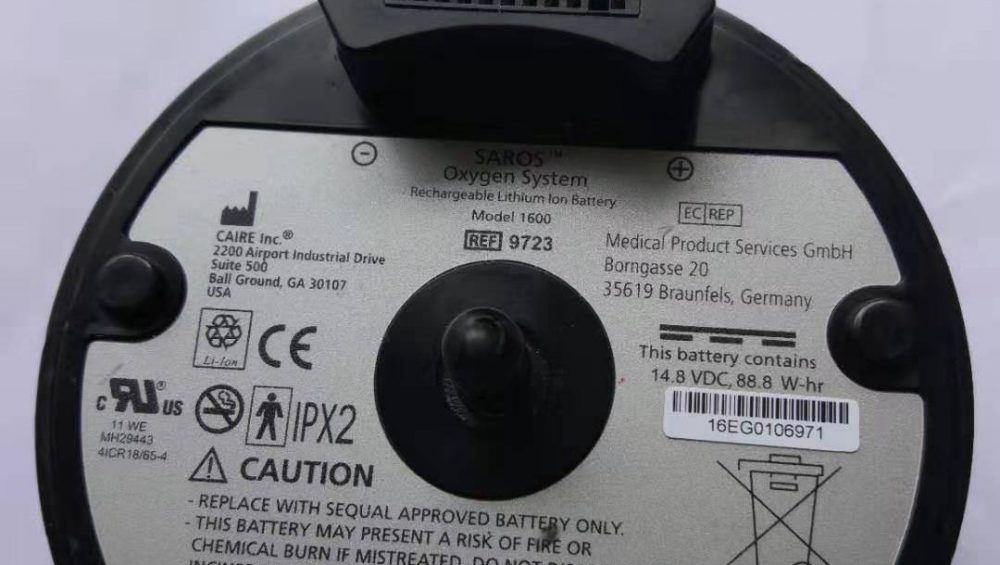 SAROS™
Oxygen System
Rechargeable Lithium Ion Battery
Model 1600
REF 9723
CAIRE Inc.®
2200 Airport Industrial Drive
Suite 500
Ball Ground, GA 30107
USA
EC REP
Medical Product Services GmbH
Borngasse 20
35619 Braunfels, Germany
Li-Ion
CE
This battery contains
14.8 VDC, 88.8 W-hr
16EG0106971
c RU® US
11 WE
MH29443
4ICR18/65-4
IPX2
CAUTION
- REPLACE WITH SEQUAL APPROVED BATTERY ONLY.
- THIS BATTERY MAY PRESENT A RISK OF FIRE OR
CHEMICAL BURN IF MISTREATED. DO NOT